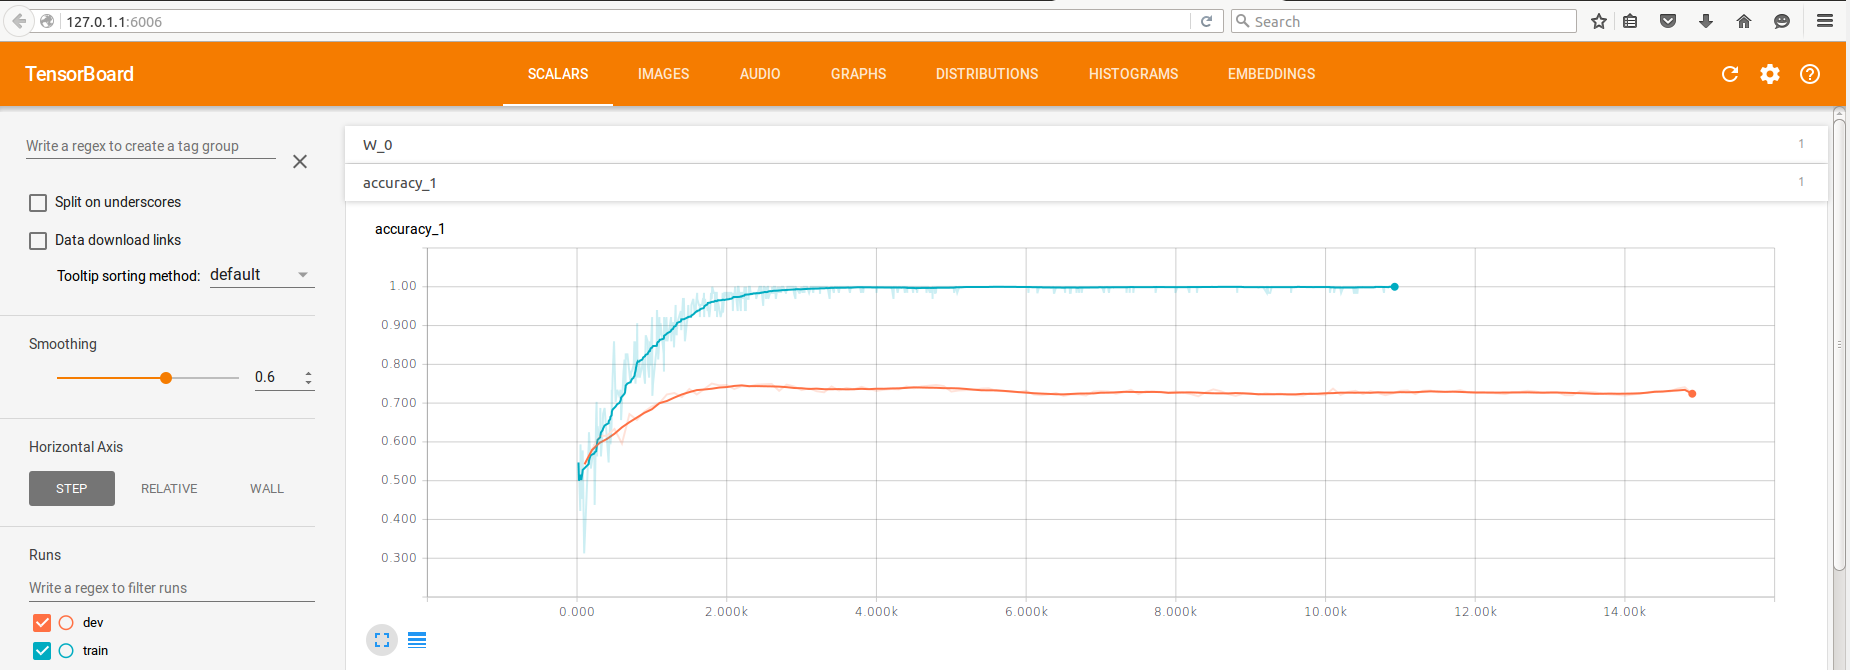 127.0.1.1:6006
Search
TensorBoard
SCALARS IMAGES AUDIO GRAPHS DISTRIBUTIONS HISTOGRAMS EMBEDDINGS
Write a regex to create a tag group
Split on underscores
Data download links
Tooltip sorting method: default
Smoothing
0.6
Horizontal Axis
STEP RELATIVE WALL
Runs
Write a regex to filter runs
dev
train
W_0 1
accuracy_1 1
accuracy_1
1.00
0.900
0.800
0.700
0.600
0.500
0.400
0.300
0.000 2.000k 4.000k 6.000k 8.000k 10.00k 12.00k 14.00k